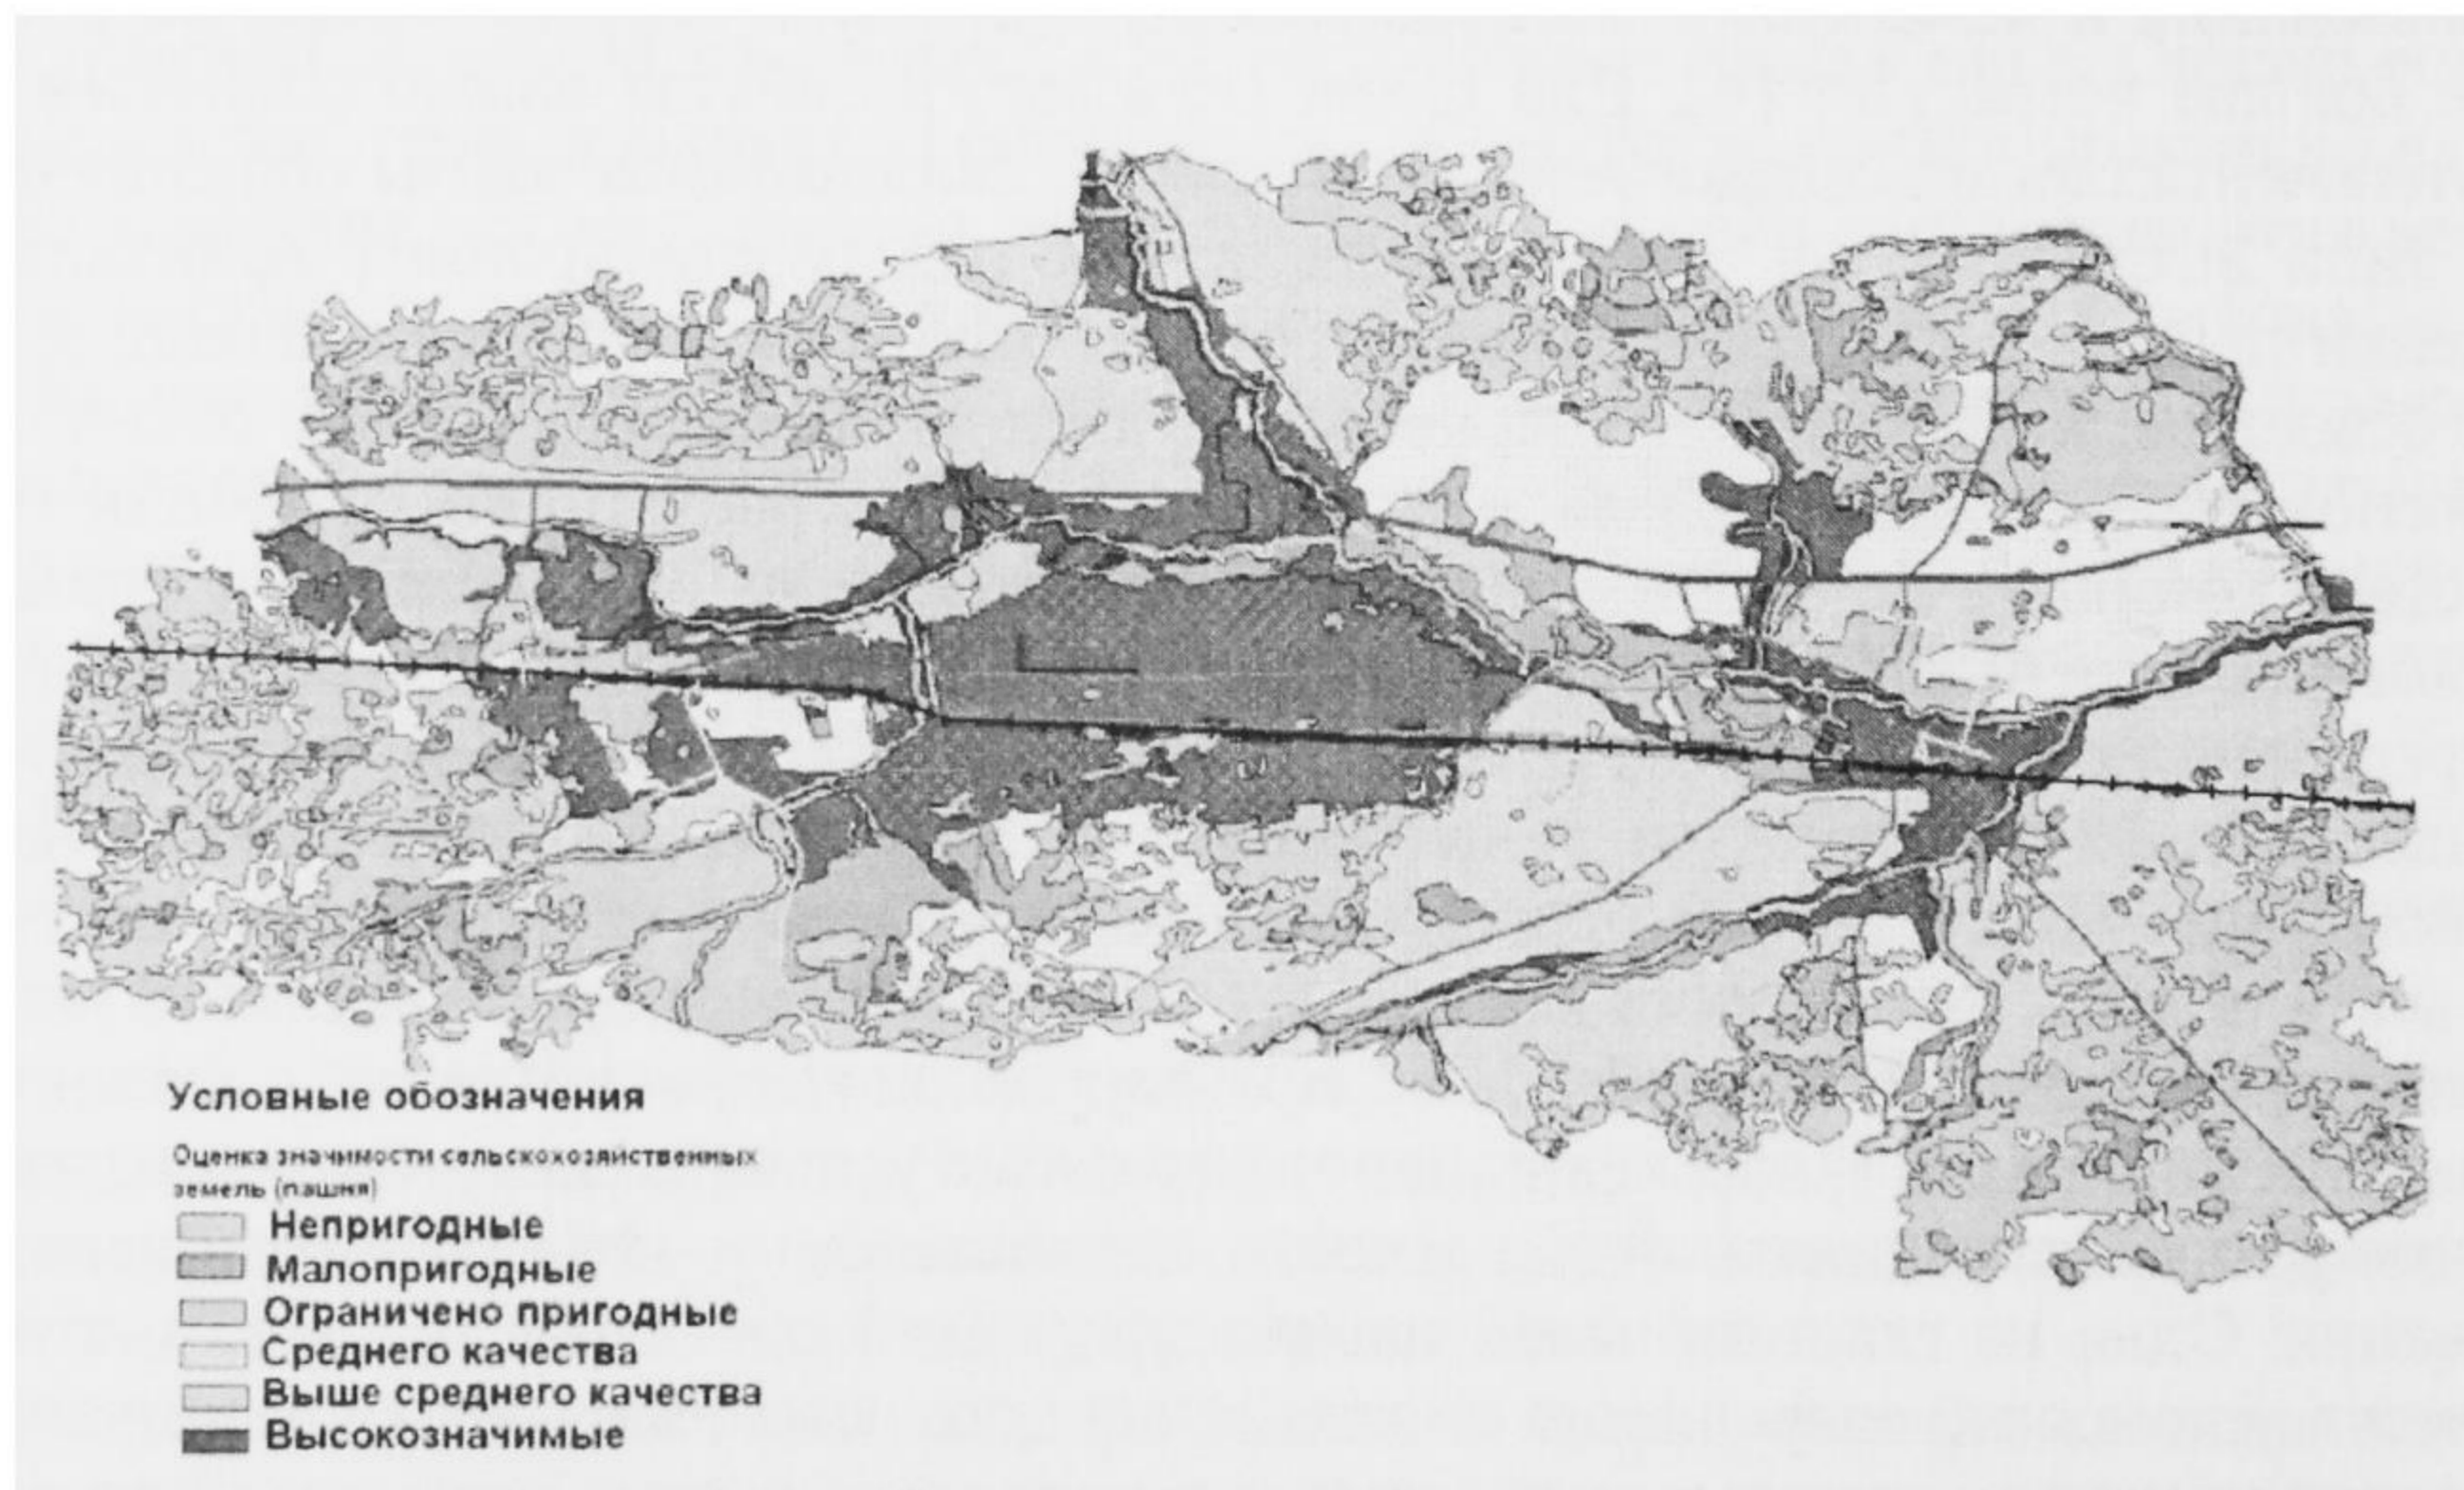 Условные обозначения
Оценка значимости сельскохозяйственных
земель (пашня)
Непригодные
Малопригодные
Ограничено пригодные
Среднего качества
Выше среднего качества
Высокозначимые